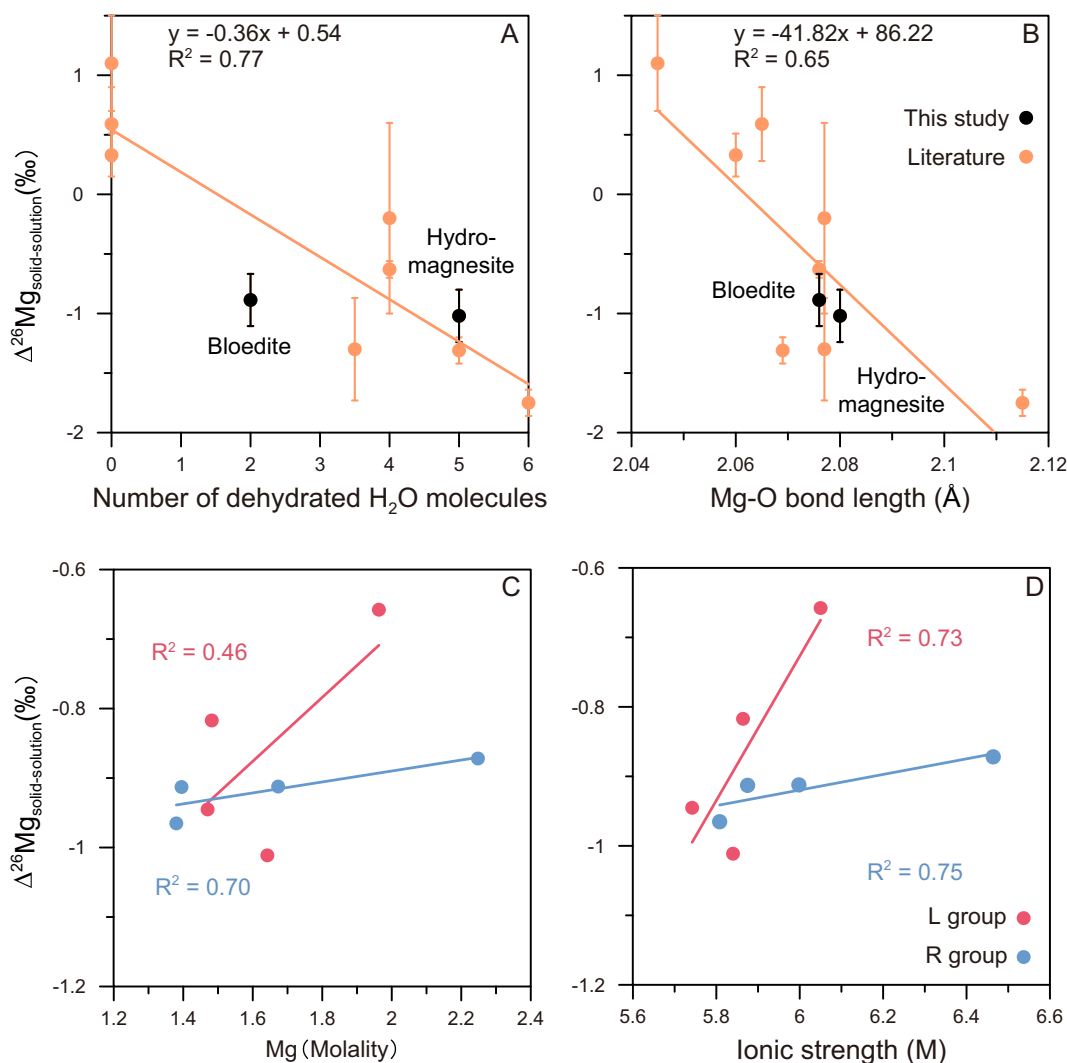 y = -0.36x + 0.54
R² = 0.77
A
Δ²⁶Mg_solid-solution(‰)
1
0
-1
-2
Bloedite
Hydro-
magnesite
0 1 2 3 4 5 6
Number of dehydrated H₂O molecules
y = -41.82x + 86.22
R² = 0.65
B
This study
Literature
Bloedite
Hydro-
magnesite
2.04 2.06 2.08 2.1 2.12
Mg-O bond length (Å)
C
Δ²⁶Mg_solid-solution(‰)
-0.6
-0.8
-1
-1.2
R² = 0.46
R² = 0.70
1.2 1.4 1.6 1.8 2 2.2 2.4
Mg (Molality)
D
-0.6
-0.8
-1
-1.2
R² = 0.73
R² = 0.75
L group
R group
5.6 5.8 6 6.2 6.4 6.6
Ionic strength (M)